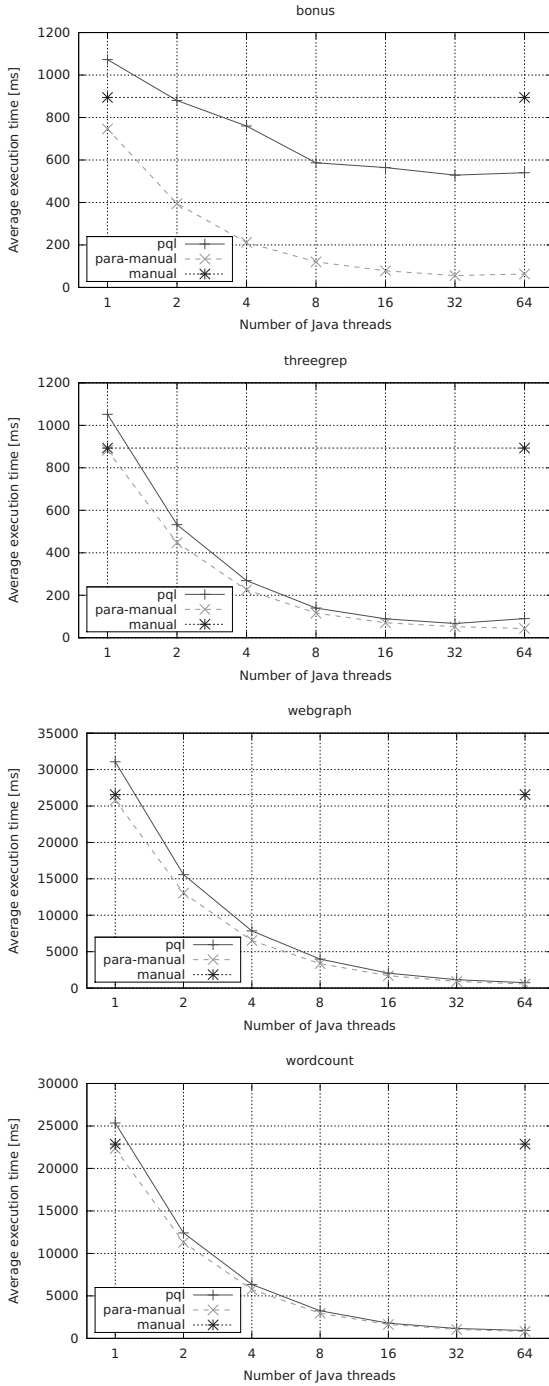 bonus
Average execution time [ms]
1200
1000
800
600
400
200
0
pql
para-manual
manual
1 2 4 8 16 32 64
Number of Java threads
threegrep
Average execution time [ms]
1200
1000
800
600
400
200
0
pql
para-manual
manual
1 2 4 8 16 32 64
Number of Java threads
webgraph
Average execution time [ms]
35000
30000
25000
20000
15000
10000
5000
0
pql
para-manual
manual
1 2 4 8 16 32 64
Number of Java threads
wordcount
Average execution time [ms]
30000
25000
20000
15000
10000
5000
0
pql
para-manual
manual
1 2 4 8 16 32 64
Number of Java threads